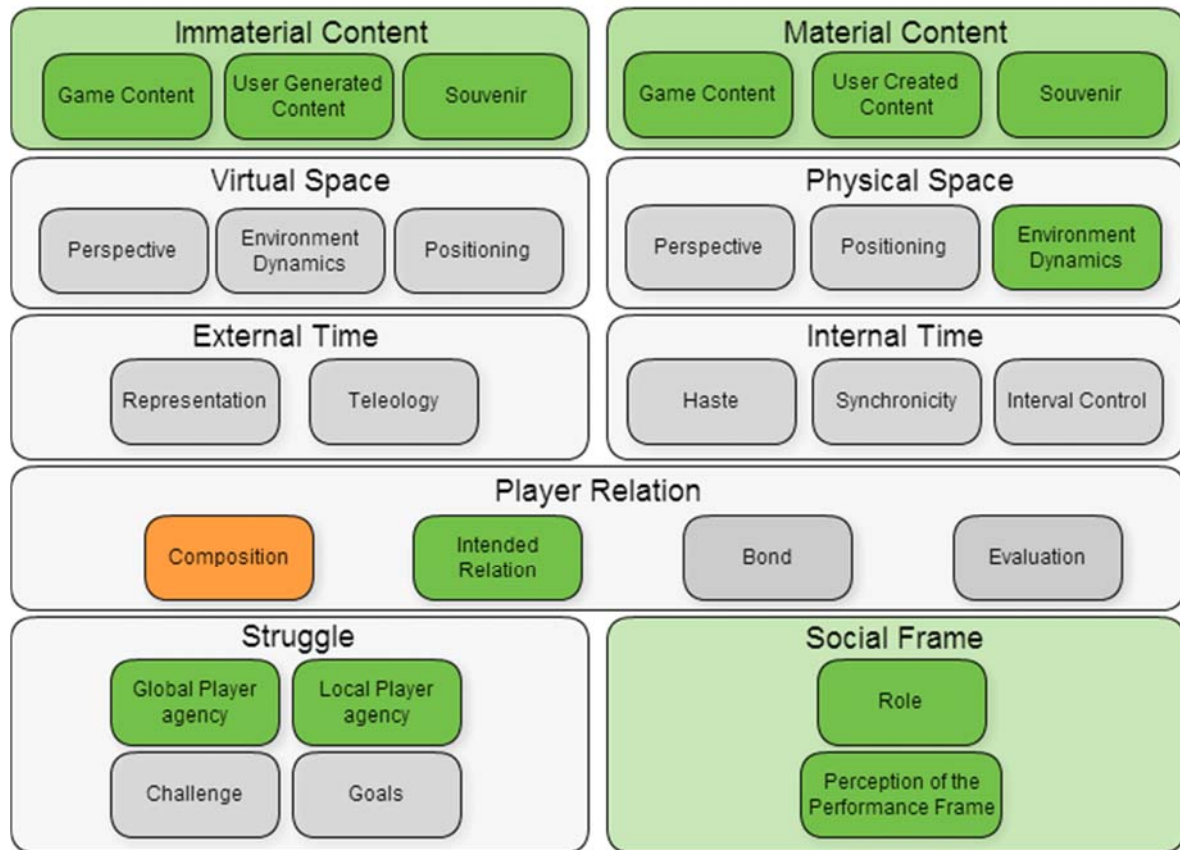 Immaterial Content
Game Content
User Generated
Content
Souvenir
Material Content
Game Content
User Created
Content
Souvenir
Virtual Space
Perspective
Environment
Dynamics
Positioning
Physical Space
Perspective
Positioning
Environment
Dynamics
External Time
Representation
Teleology
Internal Time
Haste
Synchronicity
Interval Control
Player Relation
Composition
Intended
Relation
Bond
Evaluation
Struggle
Global Player
agency
Local Player
agency
Challenge
Goals
Social Frame
Role
Perception of the
Performance Frame